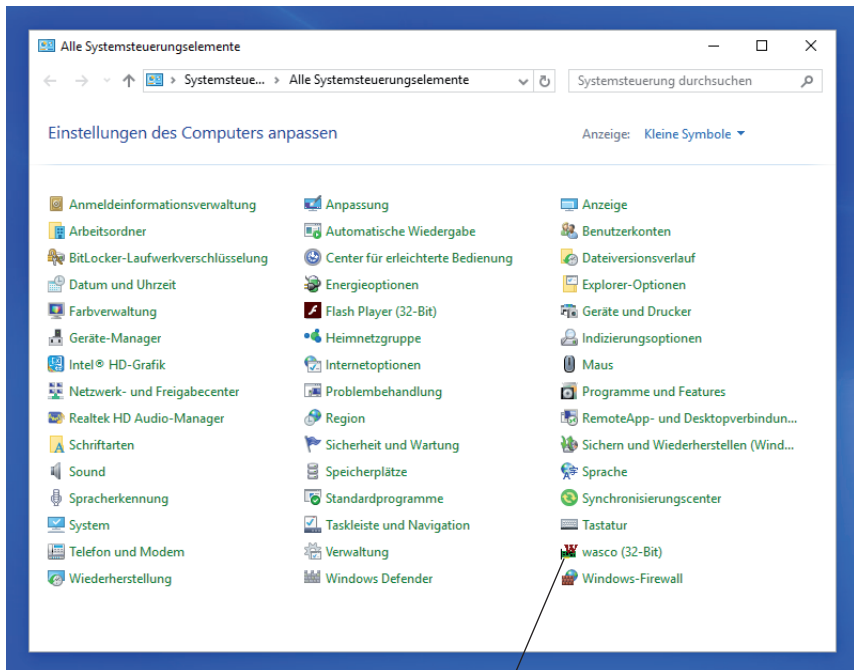 Alle Systemsteuerungselemente
Systemsteue... > Alle Systemsteuerungselemente
Systemsteuerung durchsuchen
Einstellungen des Computers anpassen
Anzeige: Kleine Symbole
Anmeldeinformationsverwaltung Anpassung Anzeige
Arbeitsordner Automatische Wiedergabe Benutzerkonten
BitLocker-Laufwerkverschlüsselung Center für erleichterte Bedienung Dateiversionsverlauf
Datum und Uhrzeit Energieoptionen Explorer-Optionen
Farbverwaltung Flash Player (32-Bit) Geräte und Drucker
Geräte-Manager Heimnetzgruppe Indizierungsoptionen
Intel® HD-Grafik Internetoptionen Maus
Netzwerk- und Freigabecenter Problembehandlung Programme und Features
Realtek HD Audio-Manager Region RemoteApp- und Desktopverbindun...
Schriftarten Sicherheit und Wartung Sichern und Wiederherstellen (Wind...
Sound Speicherplätze Sprache
Spracherkennung Standardprogramme Synchronisierungscenter
System Taskleiste und Navigation Tastatur
Telefon und Modem Verwaltung wasco (32-Bit)
Wiederherstellung Windows Defender Windows-Firewall